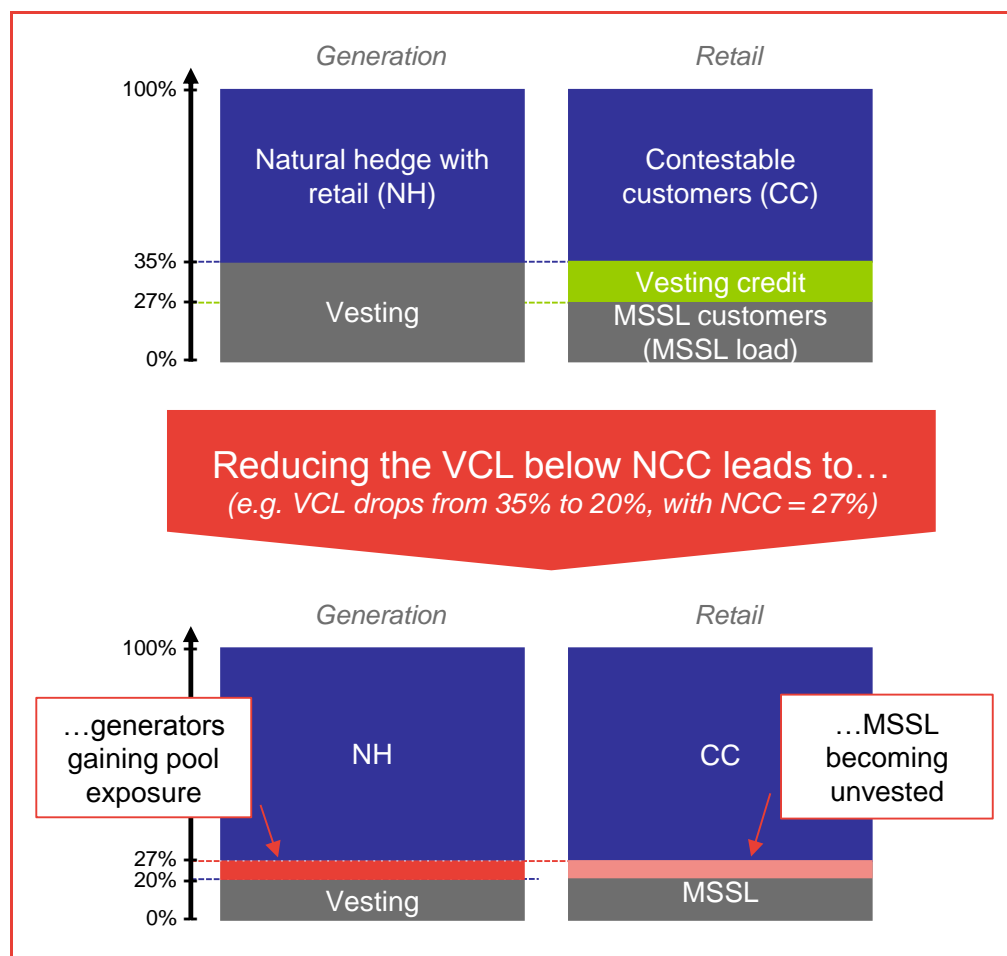 Generation
Retail
100%
Natural hedge with
retail (NH)
Contestable
customers (CC)
35%
Vesting credit
27%
Vesting
MSSL customers
(MSSL load)
0%
Reducing the VCL below NCC leads to…
(e.g. VCL drops from 35% to 20%, with NCC = 27%)
Generation
Retail
100%
…generators
gaining pool
exposure
NH
CC
…MSSL
becoming
unvested
27%
20%
Vesting
MSSL
0%